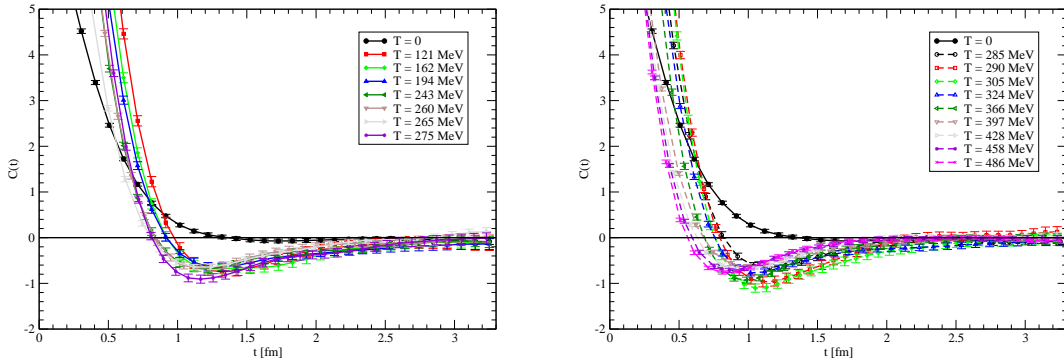 5
4
3
2
1
0
-1
-2
C(t)
0
0.5
1
1.5
2
2.5
3
t [fm]
T = 0
T = 121 MeV
T = 162 MeV
T = 194 MeV
T = 243 MeV
T = 260 MeV
T = 265 MeV
T = 275 MeV
5
4
3
2
1
0
-1
-2
C(t)
0
0.5
1
1.5
2
2.5
3
t [fm]
T = 0
T = 285 MeV
T = 290 MeV
T = 305 MeV
T = 324 MeV
T = 366 MeV
T = 397 MeV
T = 428 MeV
T = 458 MeV
T = 486 MeV